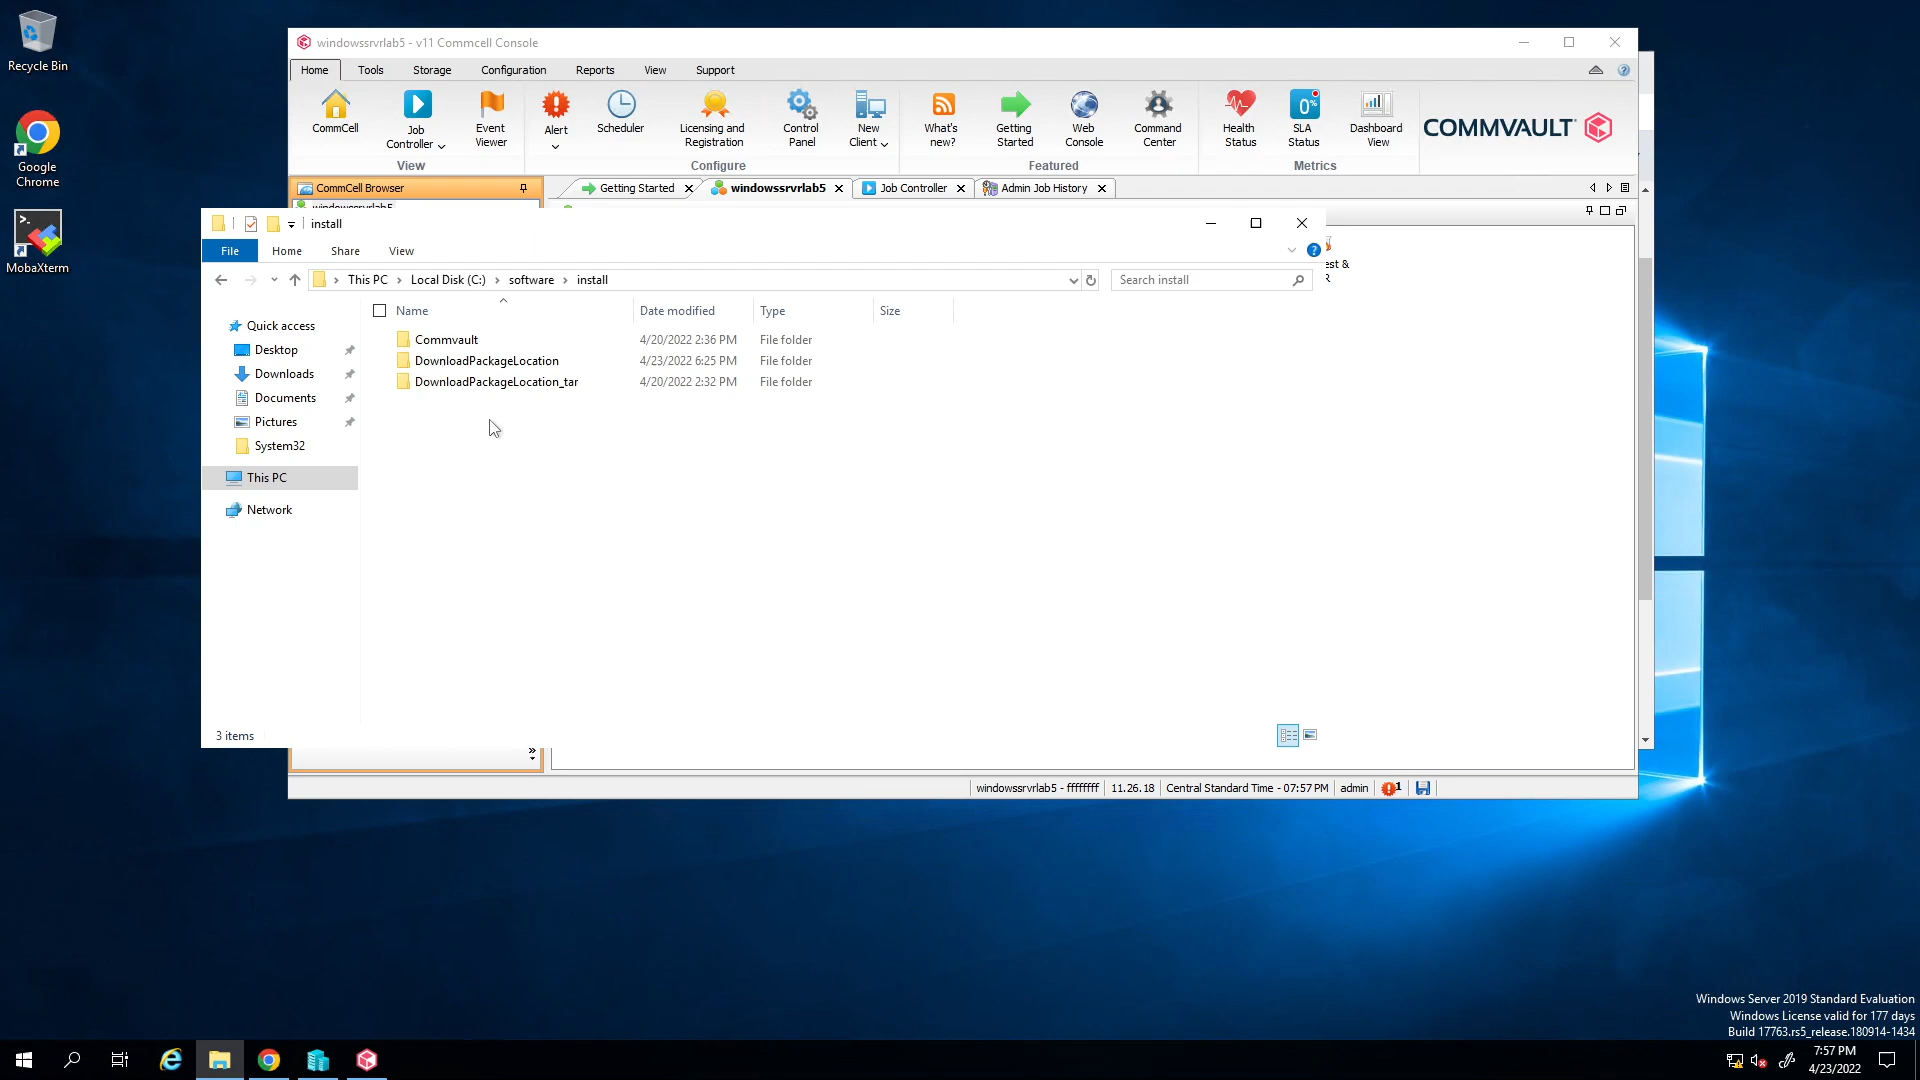 Recycle Bin
Google
Chrome
MobaXterm
windowssrvrlab5 - v11 Commcell Console
Home Tools Storage Configuration Reports View Support
CommCell
Job
Controller
Event
Viewer
Alert
Scheduler
Licensing and
Registration
Control
Panel
New
Client
What's
new?
Getting
Started
Web
Console
Command
Center
Health
Status
0%
SLA
Status
Dashboard
View
COMMVAULT
View Configure Featured Metrics
CommCell Browser
Getting Started windowssrvrlab5 Job Controller Admin Job History
windowssrvrlab5
install
File Home Share View
est &
R
This PC Local Disk (C:) software install
Search install
Name Date modified Type Size
Quick access
Desktop
Downloads
Documents
Pictures
System32
This PC
Network
Commvault 4/20/2022 2:36 PM File folder
DownloadPackageLocation 4/23/2022 6:25 PM File folder
DownloadPackageLocation_tar 4/20/2022 2:32 PM File folder
3 items
windowssrvrlab5 - ffffffff 11.26.18 Central Standard Time - 07:57 PM admin 1
Windows Server 2019 Standard Evaluation
Windows License valid for 177 days
Build 17763.rs5_release.180914-1434
7:57 PM
4/23/2022